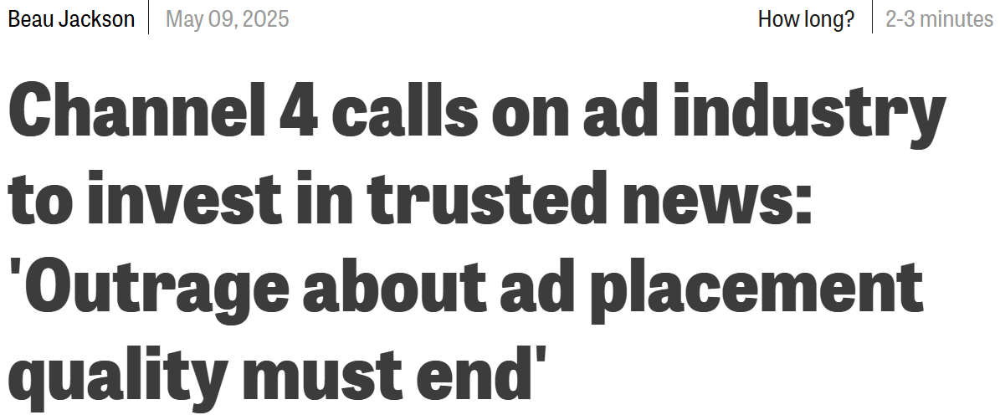 Beau Jackson | May 09, 2025 How long? | 2-3 minutes
Channel 4 calls on ad industry
to invest in trusted news:
'Outrage about ad placement
quality must end'